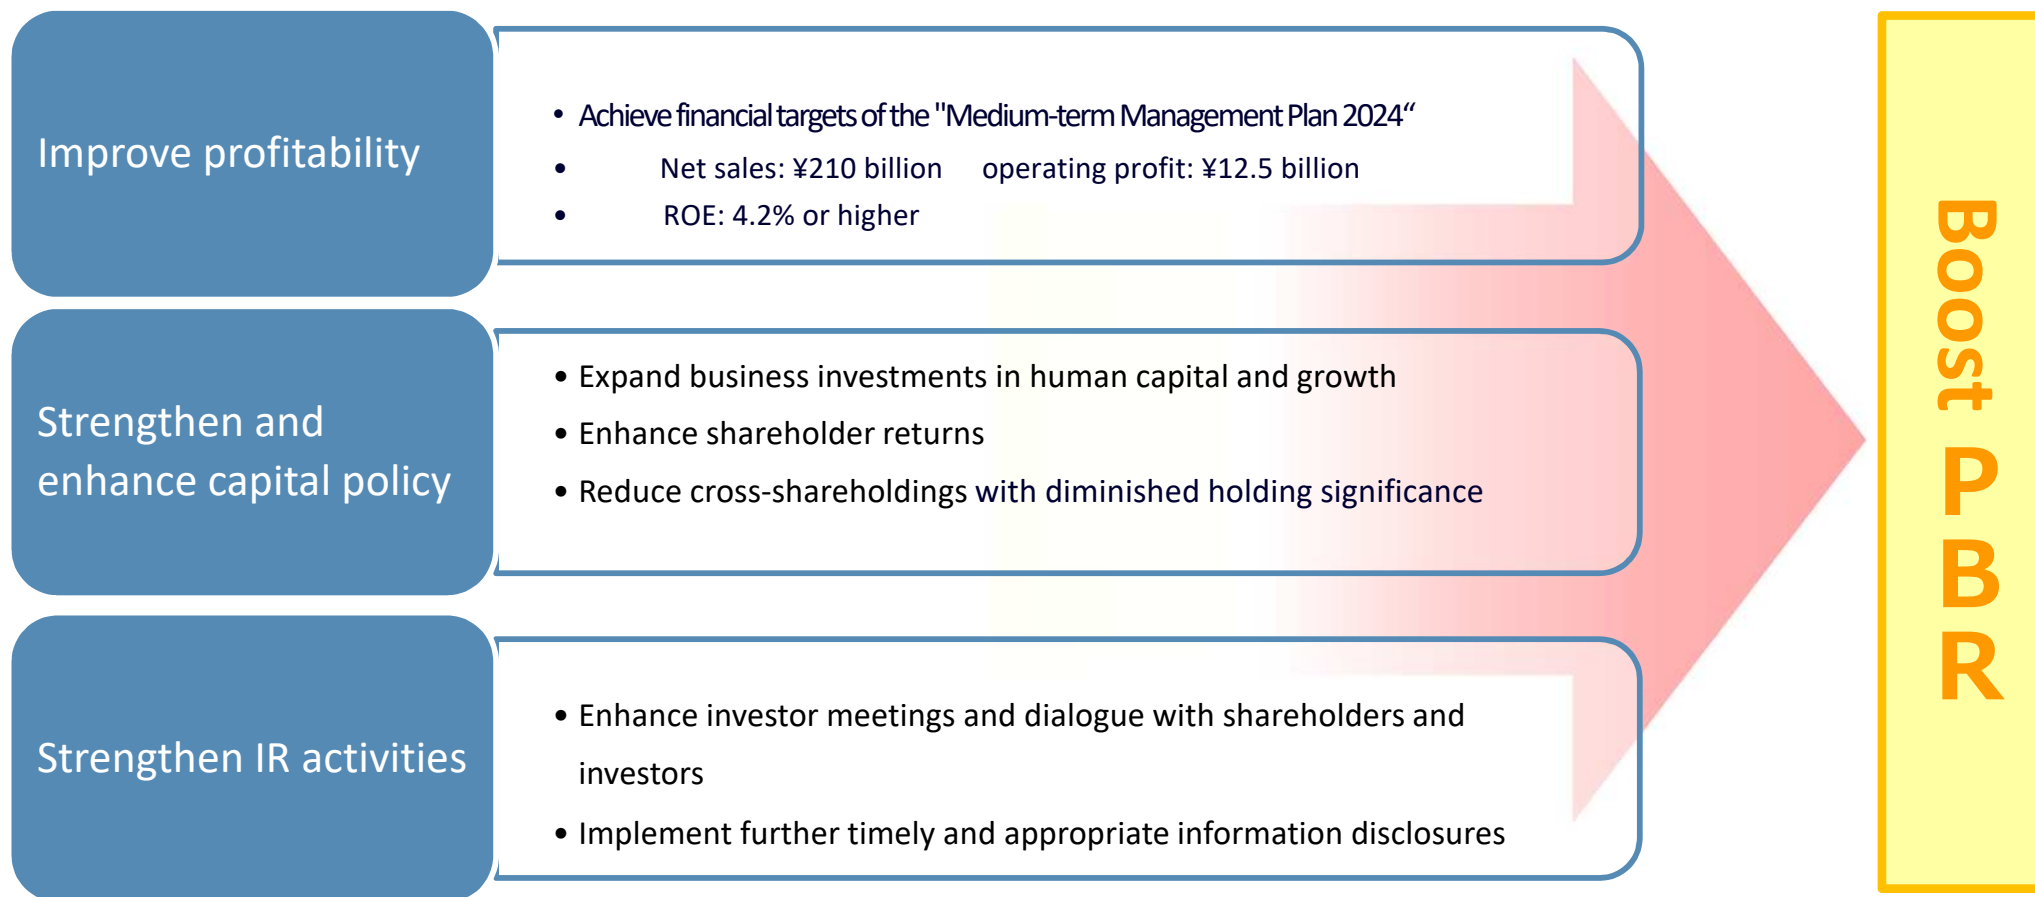 Improve profitability
• Achieve financial targets of the "Medium-term Management Plan 2024“
• Net sales: ¥210 billion operating profit: ¥12.5 billion
• ROE: 4.2% or higher
Strengthen and
enhance capital policy
• Expand business investments in human capital and growth
• Enhance shareholder returns
• Reduce cross-shareholdings with diminished holding significance
Strengthen IR activities
• Enhance investor meetings and dialogue with shareholders and
investors
• Implement further timely and appropriate information disclosures
Boost PBR